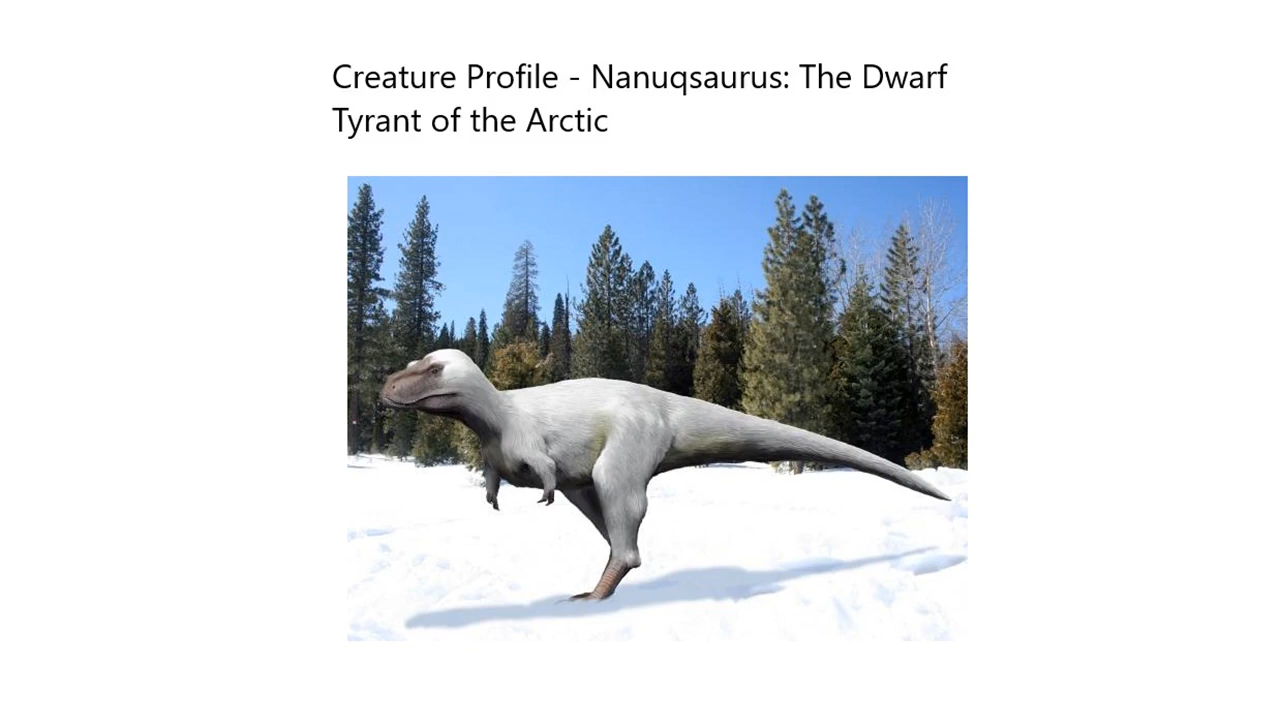 Creature Profile - Nanuqsaurus: The Dwarf
Tyrant of the Arctic